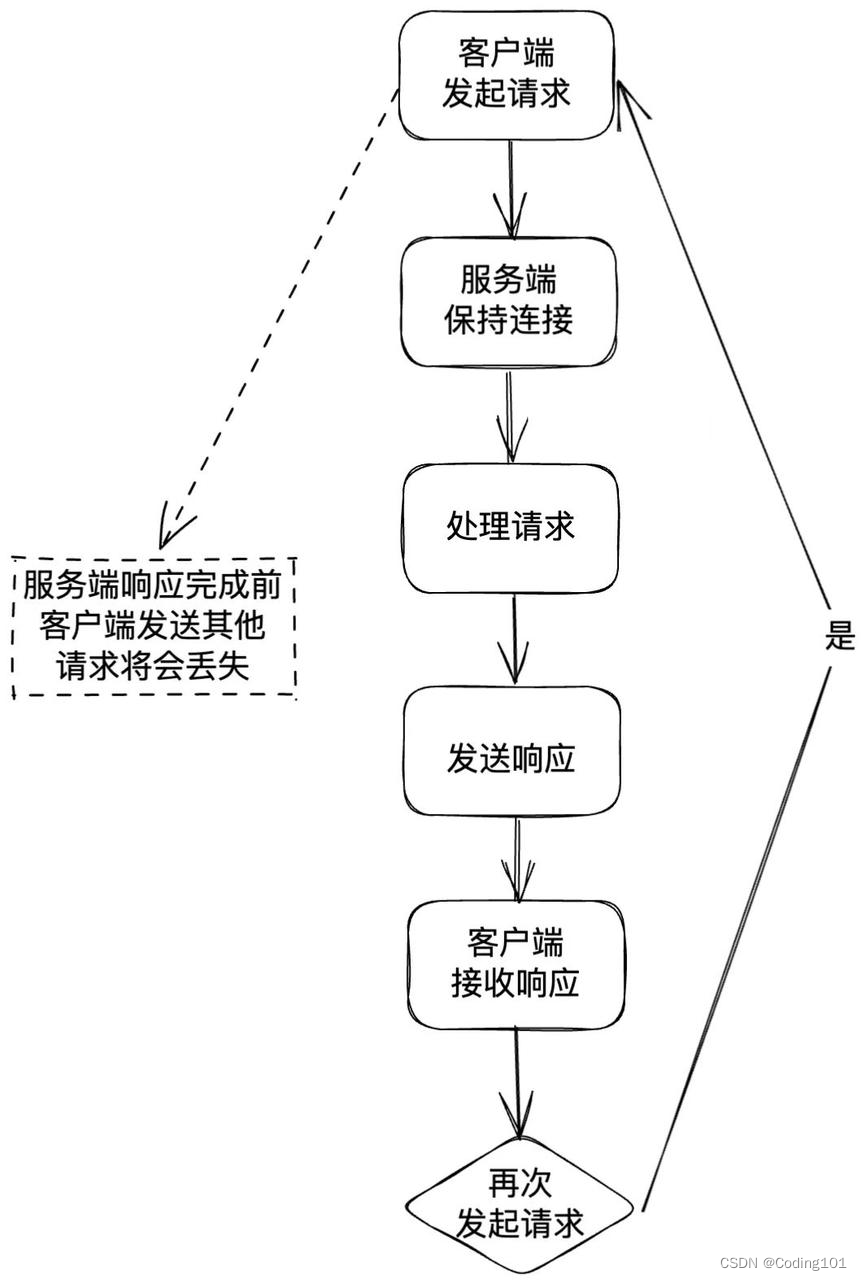 客户端
发起请求
服务端
保持连接
处理请求
服务端响应完成前
客户端发送其他
请求将会丢失
是
发送响应
客户端
接收响应
再次
发起请求
CSDN @Coding101